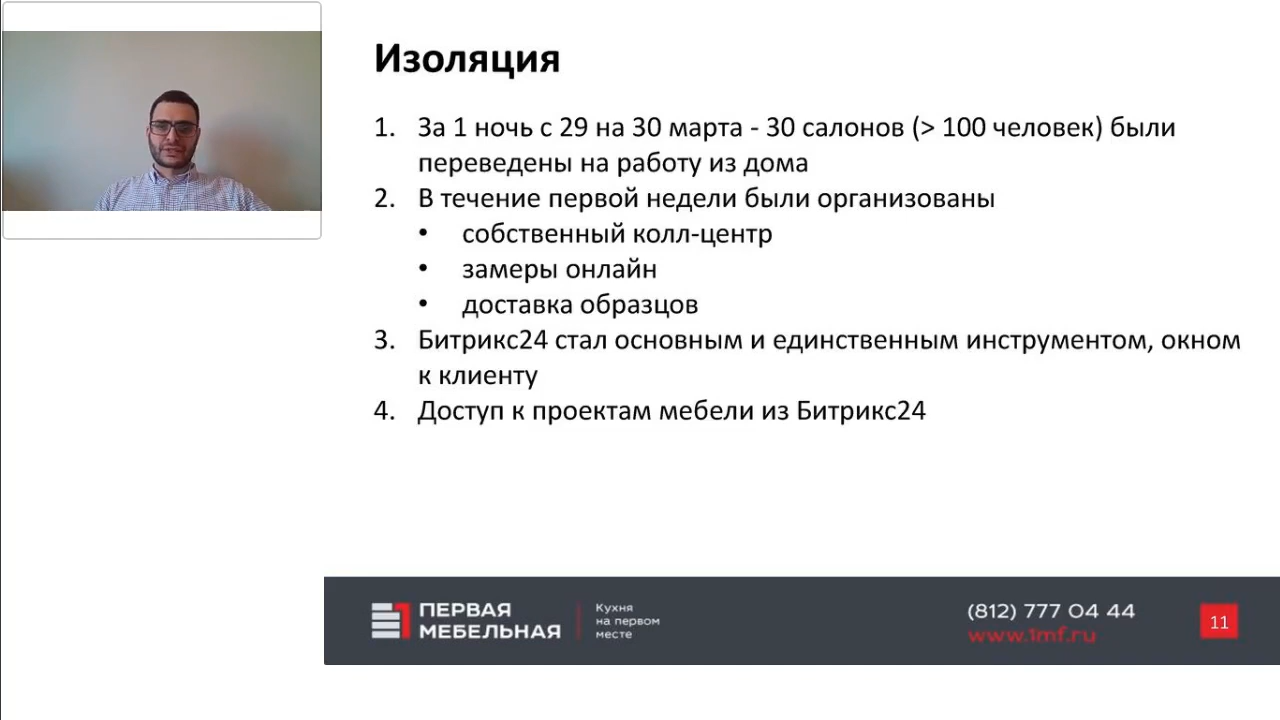 Изоляция
1. За 1 ночь с 29 на 30 марта - 30 салонов (> 100 человек) были
переведены на работу из дома
2. В течение первой недели были организованы
• собственный колл-центр
• замеры онлайн
• доставка образцов
3. Битрикс24 стал основным и единственным инструментом, окном
к клиенту
4. Доступ к проектам мебели из Битрикс24
ПЕРВАЯ
МЕБЕЛЬНАЯ
Кухня
на первом
месте
(812) 777 04 44
www.1mf.ru
11